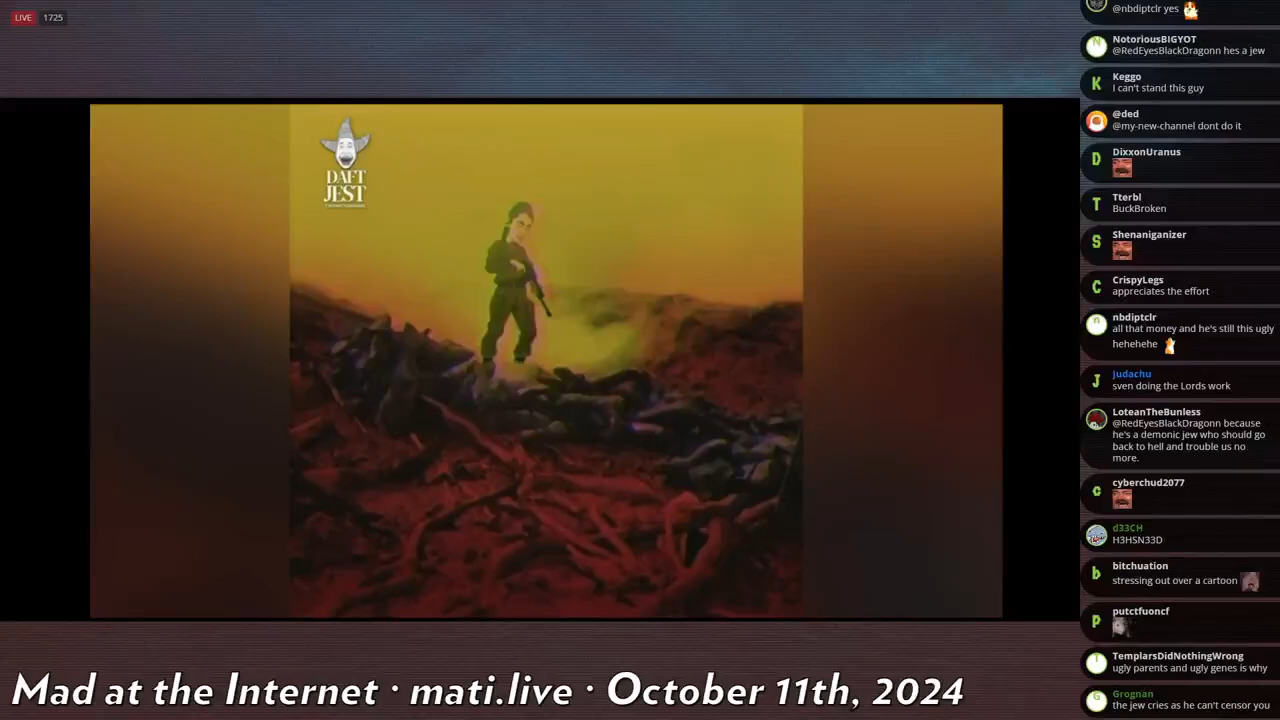 LIVE 1725
@nbdiptclr yes
NotoriousBIGYOT
@RedEyesBlackDragonn hes a jew
Keggo
I can't stand this guy
@ded
@my-new-channel dont do it
DixxonUranus
Tterbl
BuckBroken
Shenaniganizer
CrispyLegs
appreciates the effort
nbdiptclr
all that money and he's still this ugly
hehehehe
Judachu
sven doing the Lords work
LoteanTheBunless
@RedEyesBlackDragonn because
he's a demonic jew who should go
back to hell and trouble us no
more.
cyberchud2077
d33CH
H3HSN33D
bitchuation
stressing out over a cartoon
putctfuoncf
TemplarsDidNothingWrong
ugly parents and ugly genes is why
Grognan
the jew cries as he can't censor you
DAFT
JEST
Mad at the Internet · mati.live · October 11th, 2024